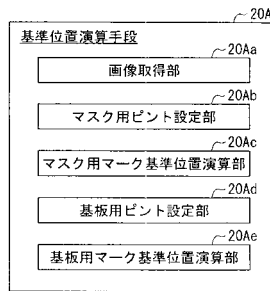 20A
基準位置演算手段
20Aa
画像取得部
20Ab
マスク用ピント設定部
20Ac
マスク用マーク基準位置演算部
20Ad
基板用ピント設定部
20Ae
基板用マーク基準位置演算部